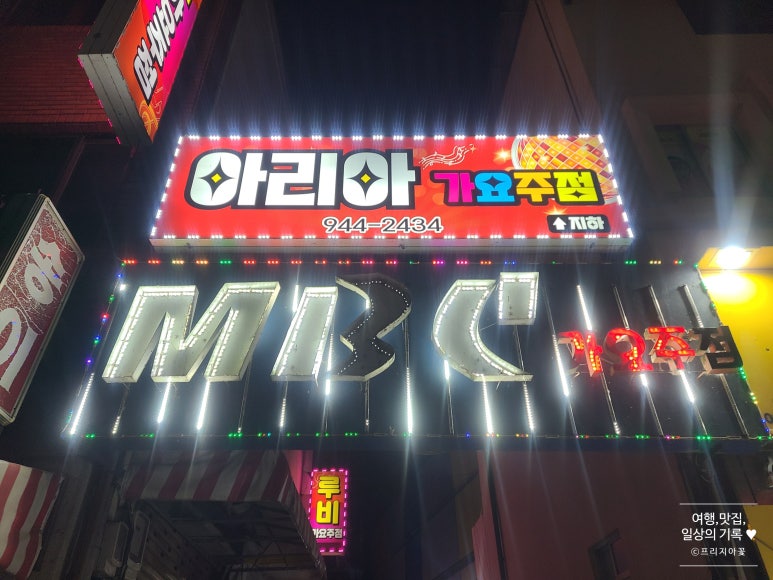 아리아 가요주점
944-2434
지하
MBC 가요주점
루비
가요주점
여행,맛집,
일상의 기록 ♥
©프리지아꽃